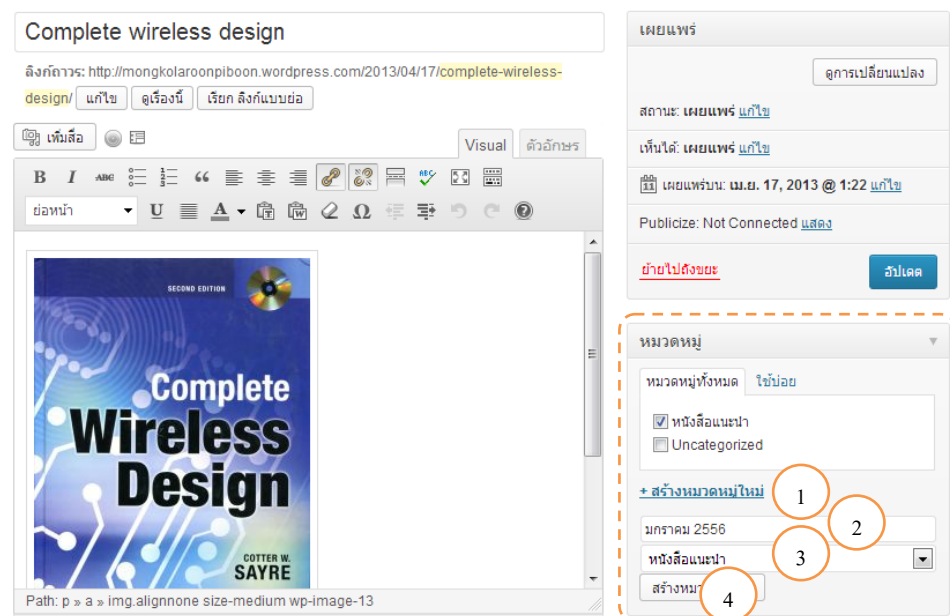 Complete wireless design
ลิงก์ถาวร: http://mongkolaroonpiboon.wordpress.com/2013/04/17/complete-wireless-
design/ แก้ไข ดูเรื่องนี้ เรียก ลิงก์แบบย่อ
เพิ่มสื่อ
Visual ตัวอักษร
B I ABC ABC
ย่อหน้า U A T W Ω
SECOND EDITION
Complete
Wireless
Design
COTTER W.
SAYRE
Path: p » a » img.alignnone size-medium wp-image-13
เผยแพร่
ดูการเปลี่ยนแปลง
สถานะ: เผยแพร่ แก้ไข
เห็นได้: เผยแพร่ แก้ไข
11 เผยแพร่บน: เม.ย. 17, 2013 @ 1:22 แก้ไข
Publicize: Not Connected แสดง
ย้ายไปถังขยะ อัปเดต
หมวดหมู่
หมวดหมู่ทั้งหมด ใช้บ่อย
หนังสือแนะนำ
Uncategorized
+ สร้างหมวดหมู่ใหม่ 1
มกราคม 2556 2
หนังสือแนะนำ 3
4